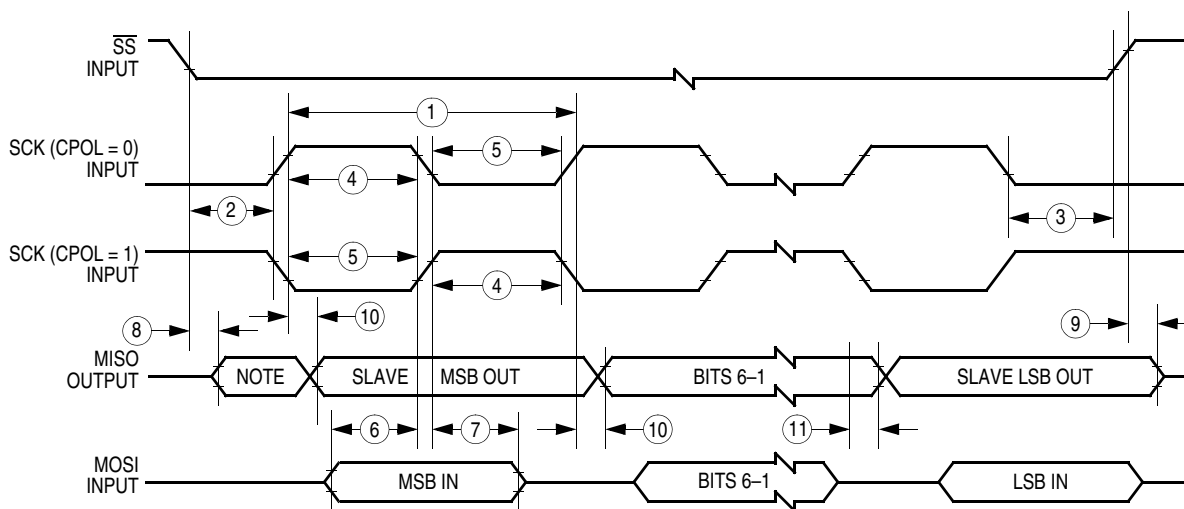 SS
INPUT
1
SCK (CPOL = 0)
INPUT
5
4
2
3
SCK (CPOL = 1)
INPUT
5
4
8
10
9
MISO
OUTPUT
NOTE
SLAVE MSB OUT
BITS 6–1
SLAVE LSB OUT
6
7
10
11
MOSI
INPUT
MSB IN
BITS 6–1
LSB IN